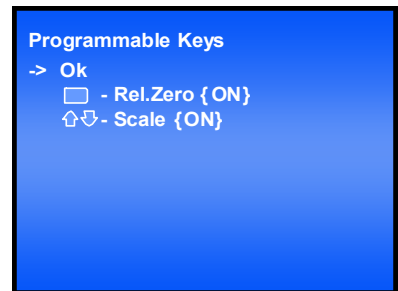 Programmable Keys
-> Ok
- Rel.Zero {ON}
- Scale {ON}